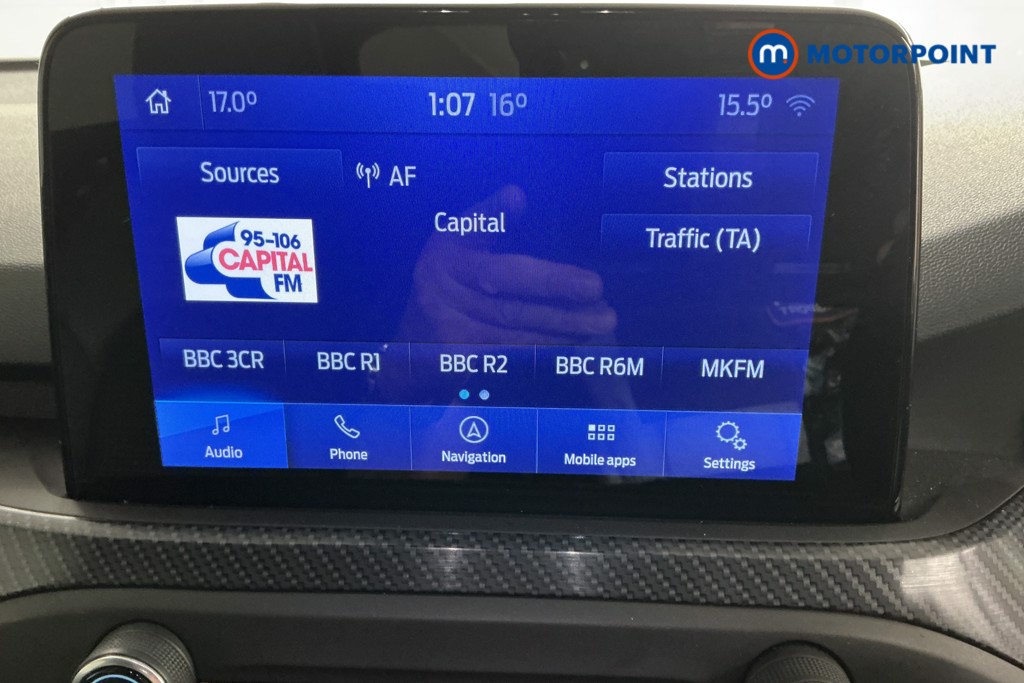 m MOTORPOINT
17.0° 1:07 16° 15.5°
Sources AF Stations
Capital
Traffic (TA)
95-106
CAPITAL
FM
BBC 3CR BBC R1 BBC R2 BBC R6M MKFM
Audio Phone Navigation Mobile apps Settings